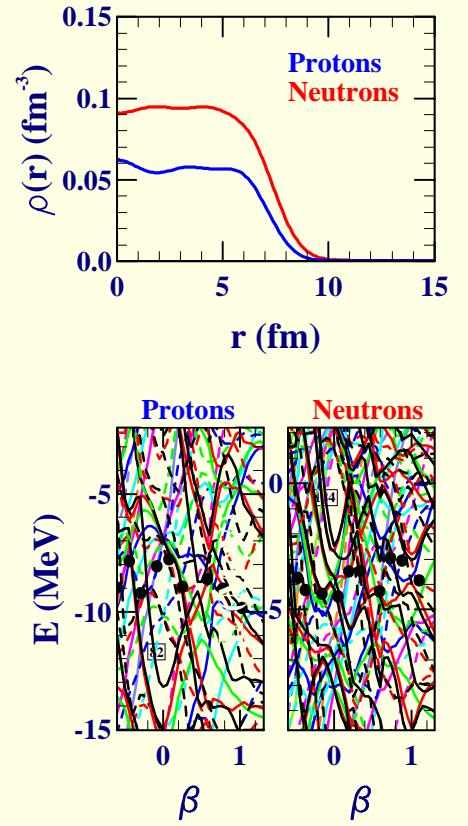 0.15
Protons
Neutrons
0.1
0.05
0.0
ρ(r) (fm⁻³)
0 5 10 15
r (fm)
Protons Neutrons
-5
-10
-15
E (MeV)
82
0
-5
0 1
0 1
β β